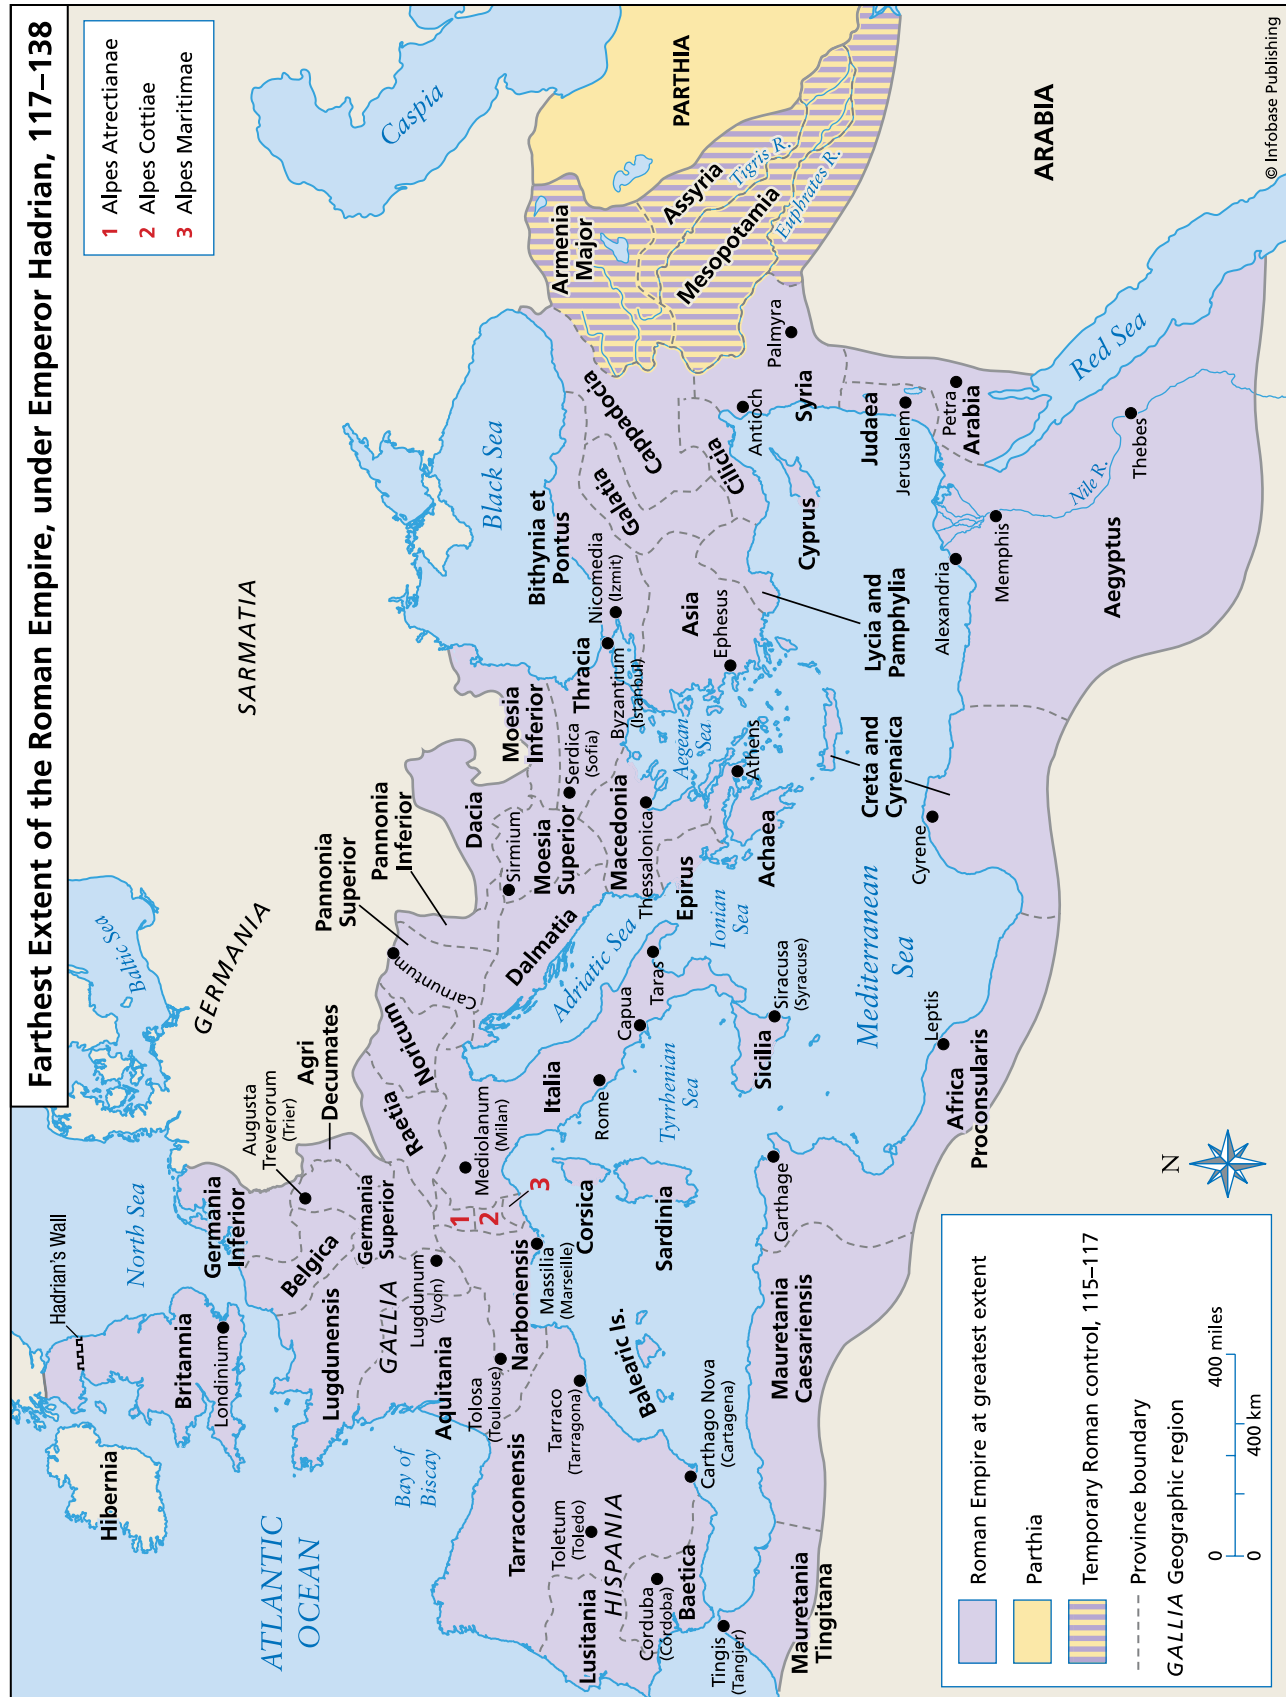 Farthest Extent of the Roman Empire, under Emperor Hadrian, 117–138
1 Alpes Atrectianae
2 Alpes Cottiae
3 Alpes Maritimae
Hadrian's Wall
North Sea
Baltic Sea
GERMANIA
SARMATIA
Caspia
Hibernia
Britannia
Londinium
ATLANTIC
OCEAN
Germania
Inferior
Augusta
Treverorum
(Trier)
Agri
Decumates
Belgica
Germania
Superior
Lugdunensis
GALLIA
Lugdunum
(Lyon)
Aquitania
Bay of
Biscay
Tolosa
(Toulouse)
Narbonensis
Massilia
(Marseille)
1
2
3
Raetia
Noricum
Carnuntum
Pannonia
Superior
Pannonia
Inferior
Dacia
Sirmium
Moesia
Superior
Moesia
Inferior
Serdica
(Sofia)
Thracia
Byzantium
(Istanbul)
Nicomedia
(Izmit)
Black Sea
Bithynia et
Pontus
Galatia
Cappadocia
Armenia
Major
Assyria
Mesopotamia
Tigris R.
Euphrates R.
PARTHIA
ARABIA
Tarraconensis
Tarraco
(Tarragona)
Toletum
(Toledo)
HISPANIA
Lusitania
Corduba
(Cordoba)
Baetica
Carthago Nova
(Cartagena)
Balearic Is.
Tingis
(Tangier)
Mauretania
Tingitana
Mauretania
Caesariensis
Mediolanum
(Milan)
Italia
Rome
Corsica
Sardinia
Tyrrhenian
Sea
Capua
Taras
Adriatic Sea
Dalmatia
Macedonia
Thessalonica
Epirus
Ionian
Sea
Achaea
Athens
Aegean
Sea
Asia
Ephesus
Lycia and
Pamphylia
Cilicia
Cyprus
Antioch
Syria
Palmyra
Judaea
Jerusalem
Petra
Arabia
Red Sea
Thebes
Nile R.
Memphis
Alexandria
Aegyptus
Creta and
Cyrenaica
Cyrene
Mediterranean
Sea
Sicilia
Siracusa
(Syracuse)
Leptis
Africa
Proconsularis
Carthage
N
Roman Empire at greatest extent
Parthia
Temporary Roman control, 115–117
Province boundary
GALLIA Geographic region
0 400 miles
0 400 km
© Infobase Publishing